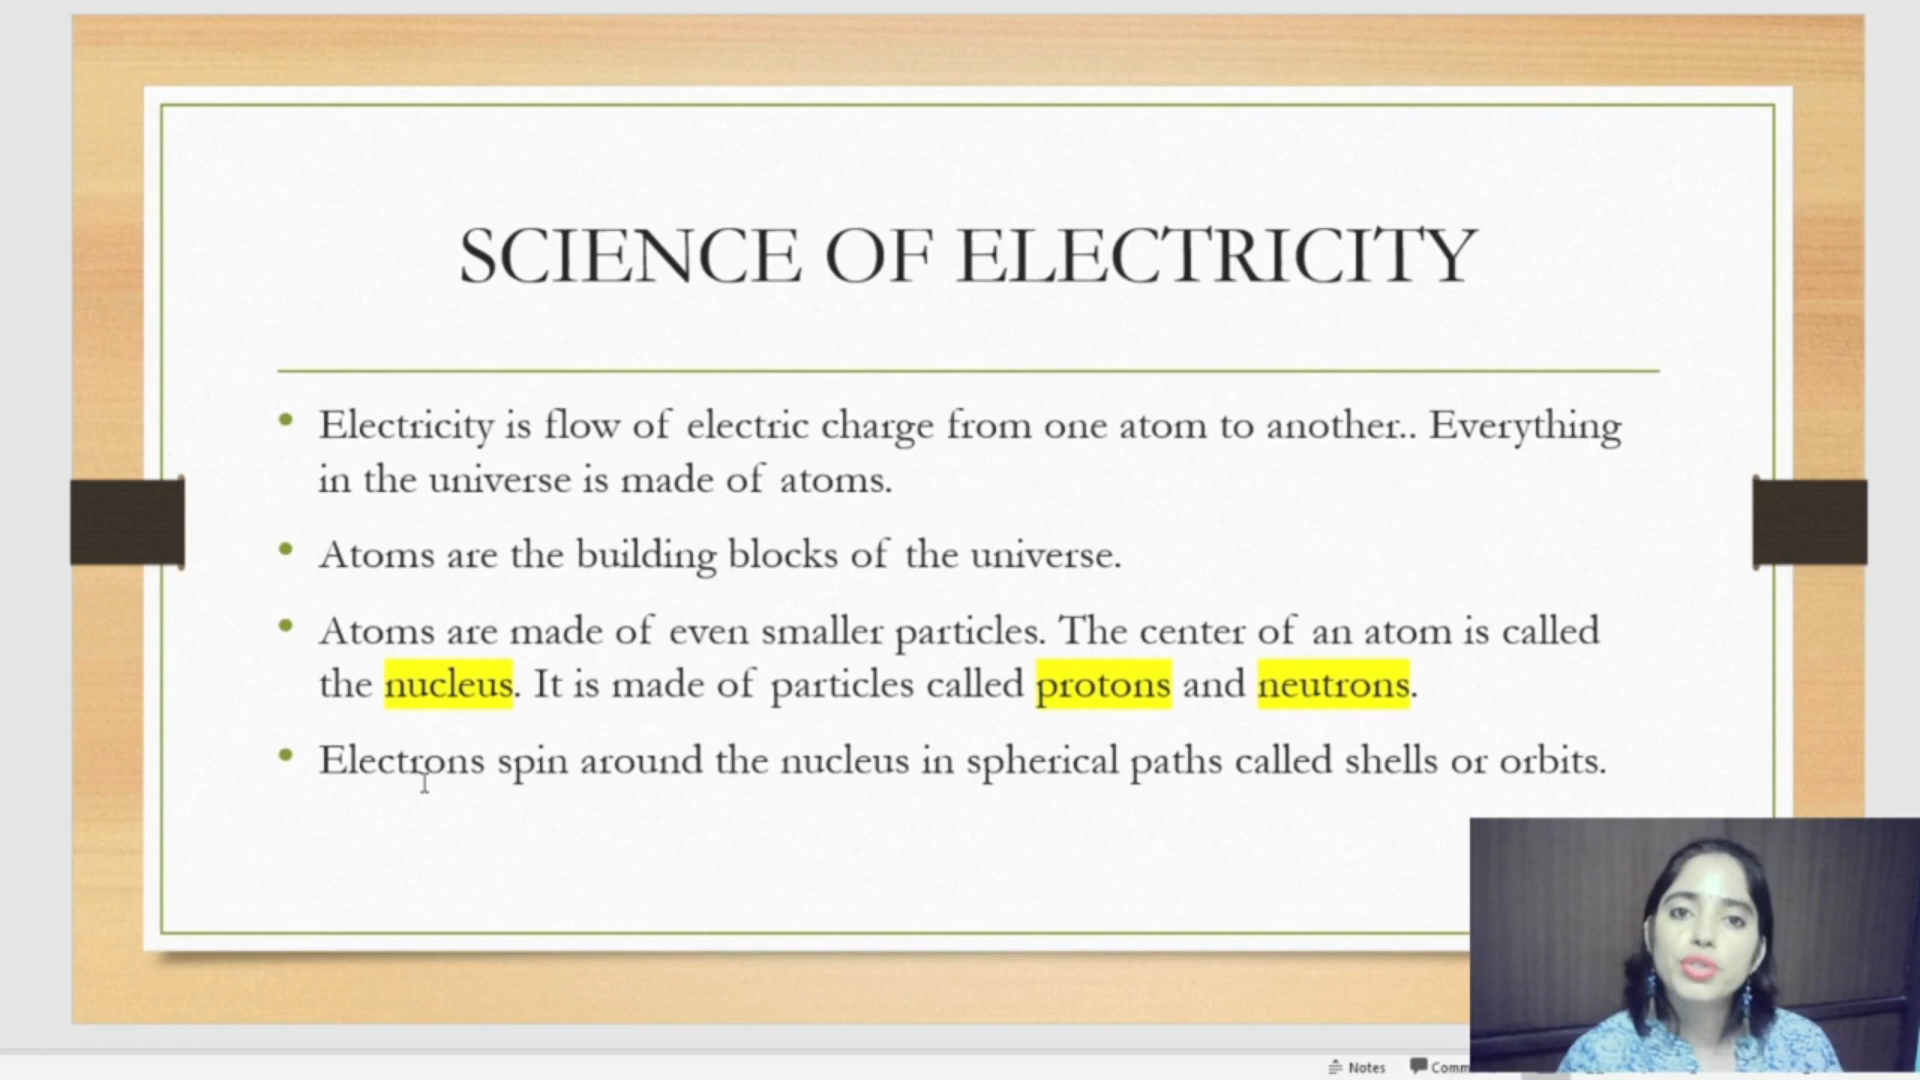 SCIENCE OF ELECTRICITY
Electricity is flow of electric charge from one atom to another.. Everything
in the universe is made of atoms.
Atoms are the building blocks of the universe.
Atoms are made of even smaller particles. The center of an atom is called
the nucleus. It is made of particles called protons and neutrons.
Electrons spin around the nucleus in spherical paths called shells or orbits.
Notes Comm